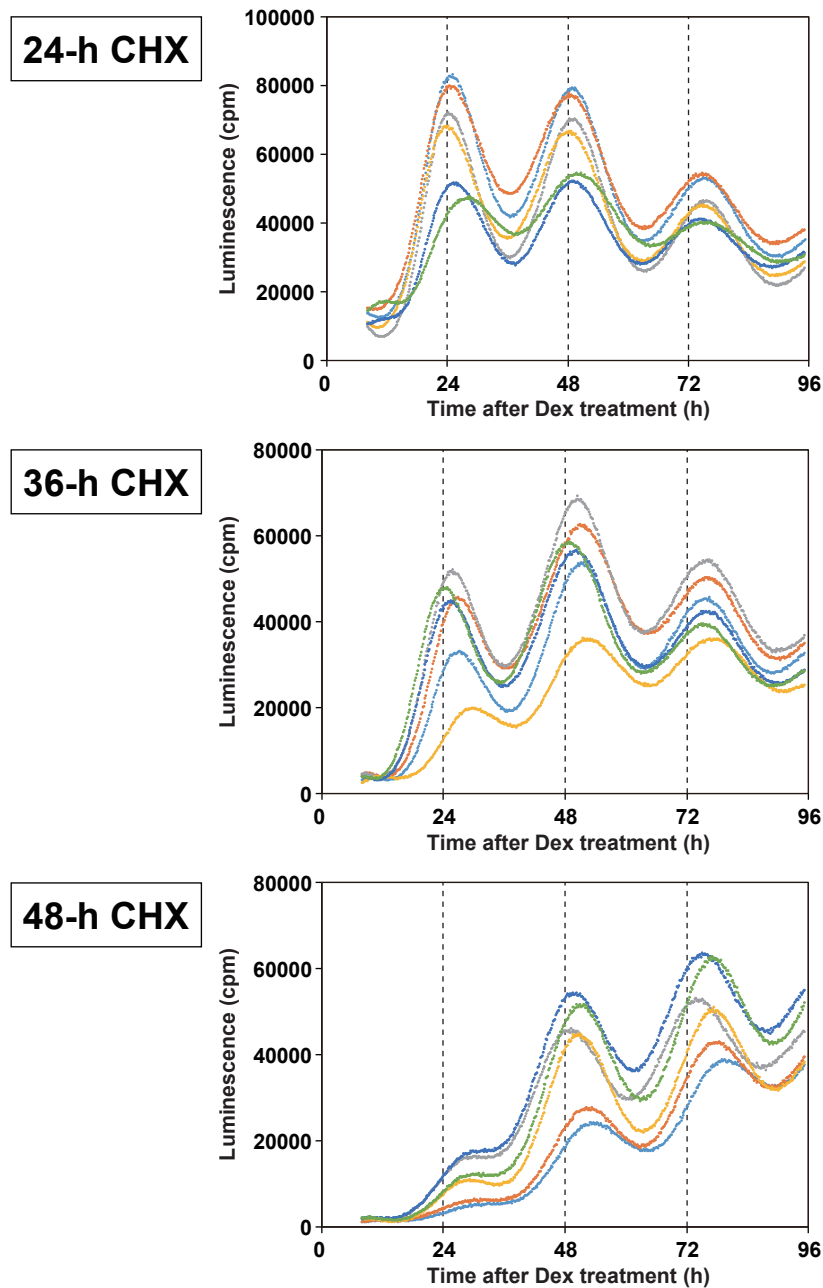 24-h CHX
Luminescence (cpm)
100000
80000
60000
40000
20000
0
0 24 48 72 96
Time after Dex treatment (h)
36-h CHX
Luminescence (cpm)
80000
60000
40000
20000
0
0 24 48 72 96
Time after Dex treatment (h)
48-h CHX
Luminescence (cpm)
80000
60000
40000
20000
0
0 24 48 72 96
Time after Dex treatment (h)